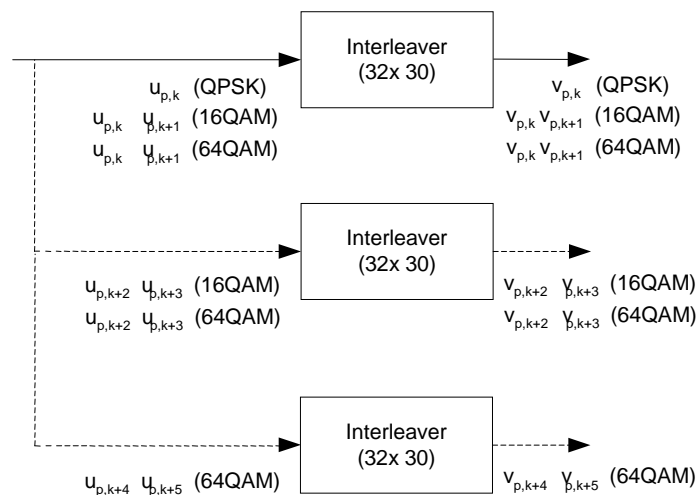 Interleaver
(32x 30)
u_p,k (QPSK)
u_p,k u_p,k+1 (16QAM)
u_p,k u_p,k+1 (64QAM)
v_p,k (QPSK)
v_p,k v_p,k+1 (16QAM)
v_p,k v_p,k+1 (64QAM)
Interleaver
(32x 30)
u_p,k+2 u_p,k+3 (16QAM)
u_p,k+2 u_p,k+3 (64QAM)
v_p,k+2 v_p,k+3 (16QAM)
v_p,k+2 v_p,k+3 (64QAM)
Interleaver
(32x 30)
u_p,k+4 u_p,k+5 (64QAM)
v_p,k+4 v_p,k+5 (64QAM)